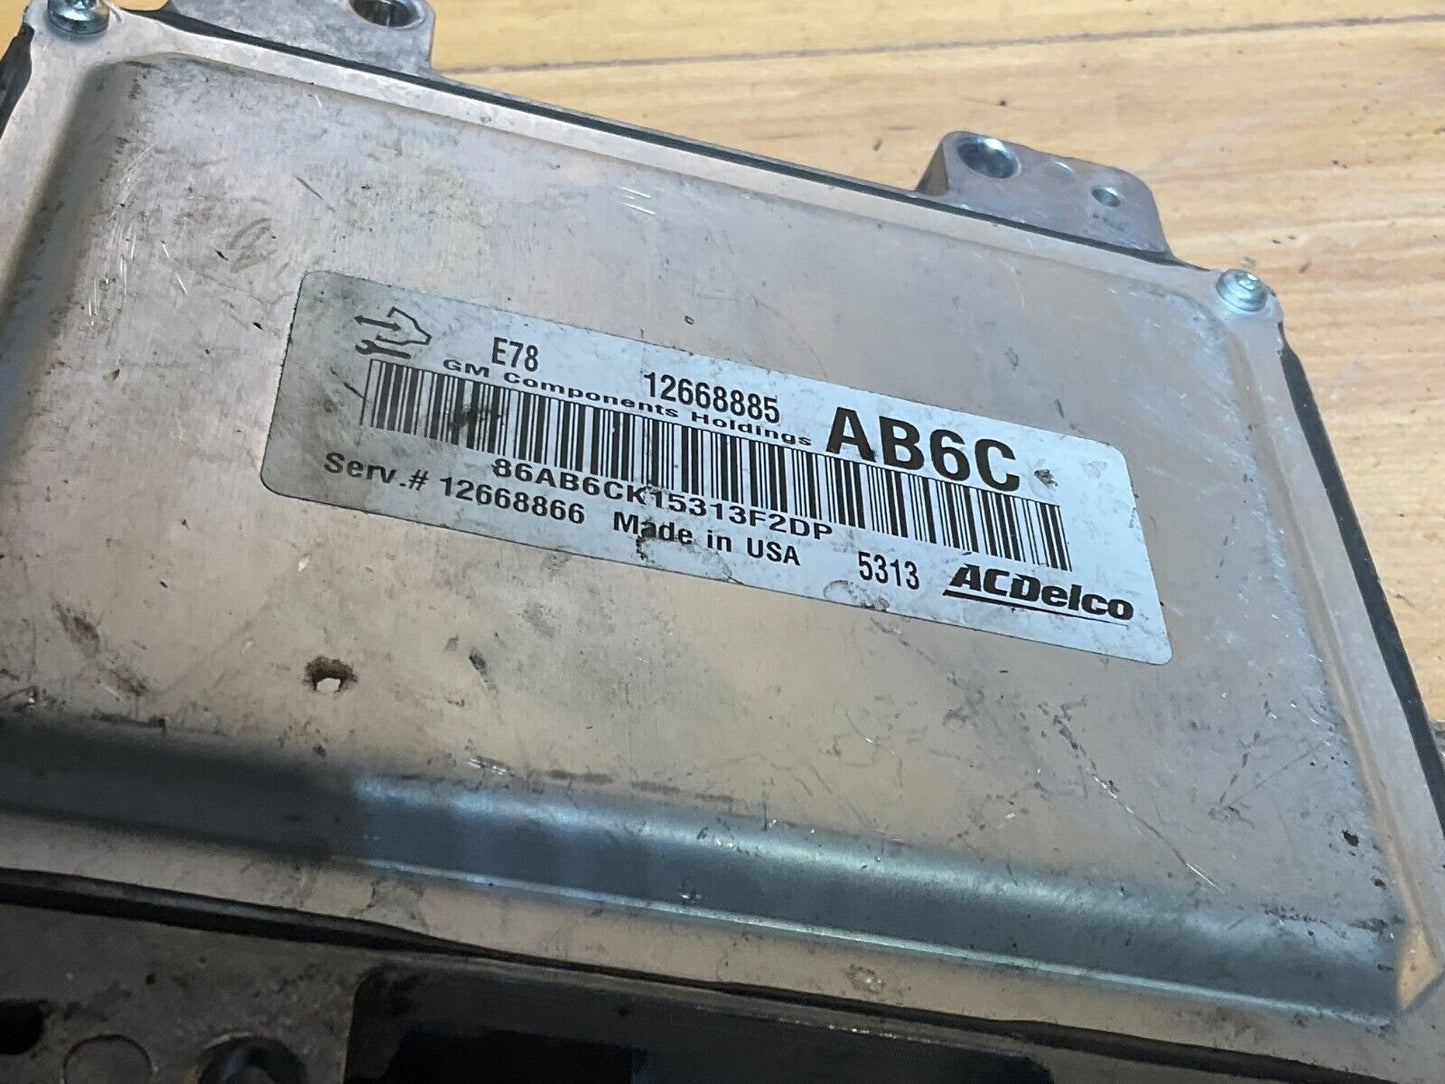 E78 12668885
GM Components Holdings AB6C
86AB6CK15313F2DP
Serv.# 12668866 Made in USA 5313 ACDelco